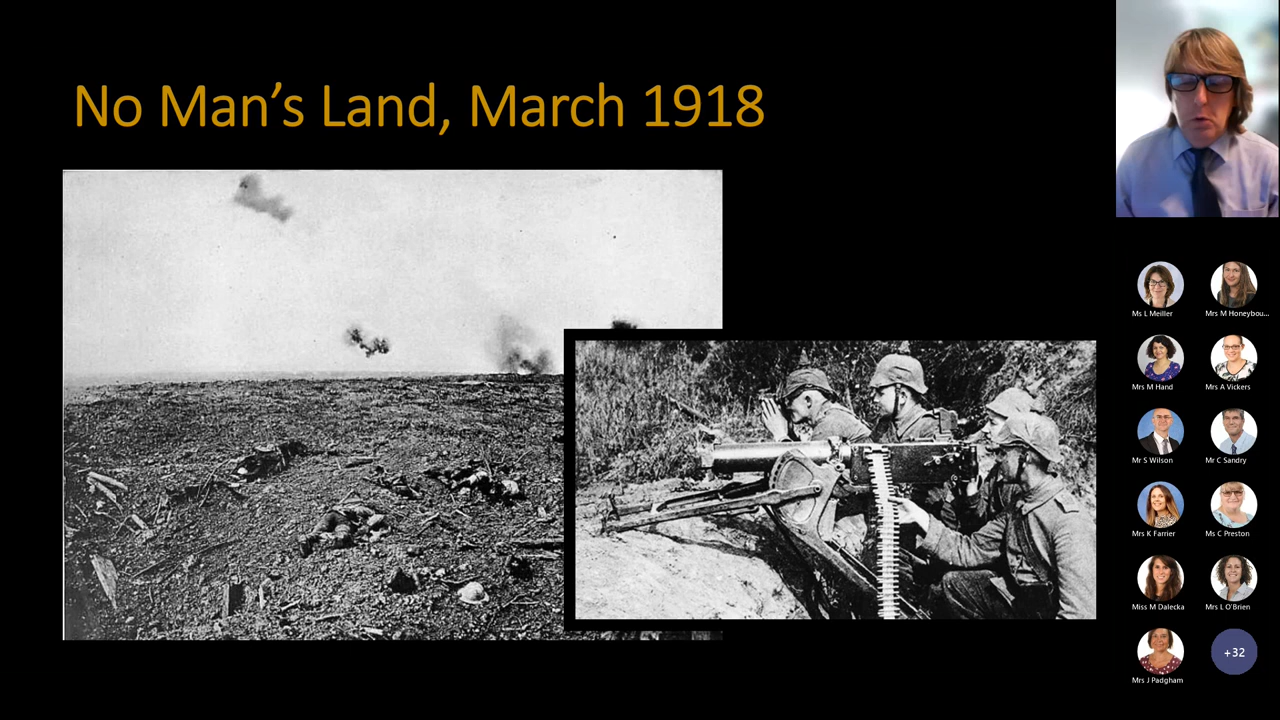 No Man’s Land, March 1918
Ms L Meiller
Mrs M Honeybou...
Mrs M Hand
Mrs A Vickers
Mr S Wilson
Mr C Sandry
Mrs K Farrier
Ms C Preston
Miss M Dalecka
Mrs L O'Brien
Mrs J Padgham
+32